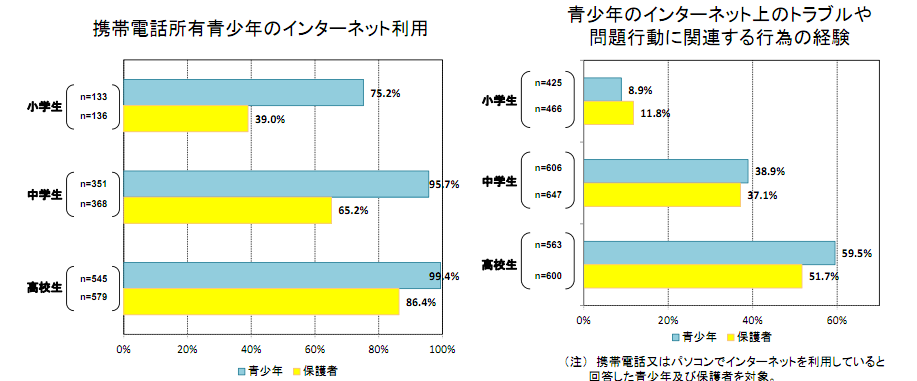 携帯電話所有青少年のインターネット利用
小学生
n=133
n=136
75.2%
39.0%
中学生
n=351
n=368
95.7%
65.2%
高校生
n=545
n=579
99.4%
86.4%
0% 20% 40% 60% 80% 100%
青少年 保護者
青少年のインターネット上のトラブルや
問題行動に関連する行為の経験
小学生
n=425
n=466
8.9%
11.8%
中学生
n=606
n=647
38.9%
37.1%
高校生
n=563
n=600
59.5%
51.7%
0% 20% 40% 60%
青少年 保護者
(注) 携帯電話又はパソコンでインターネットを利用していると
回答した青少年及び保護者を対象。